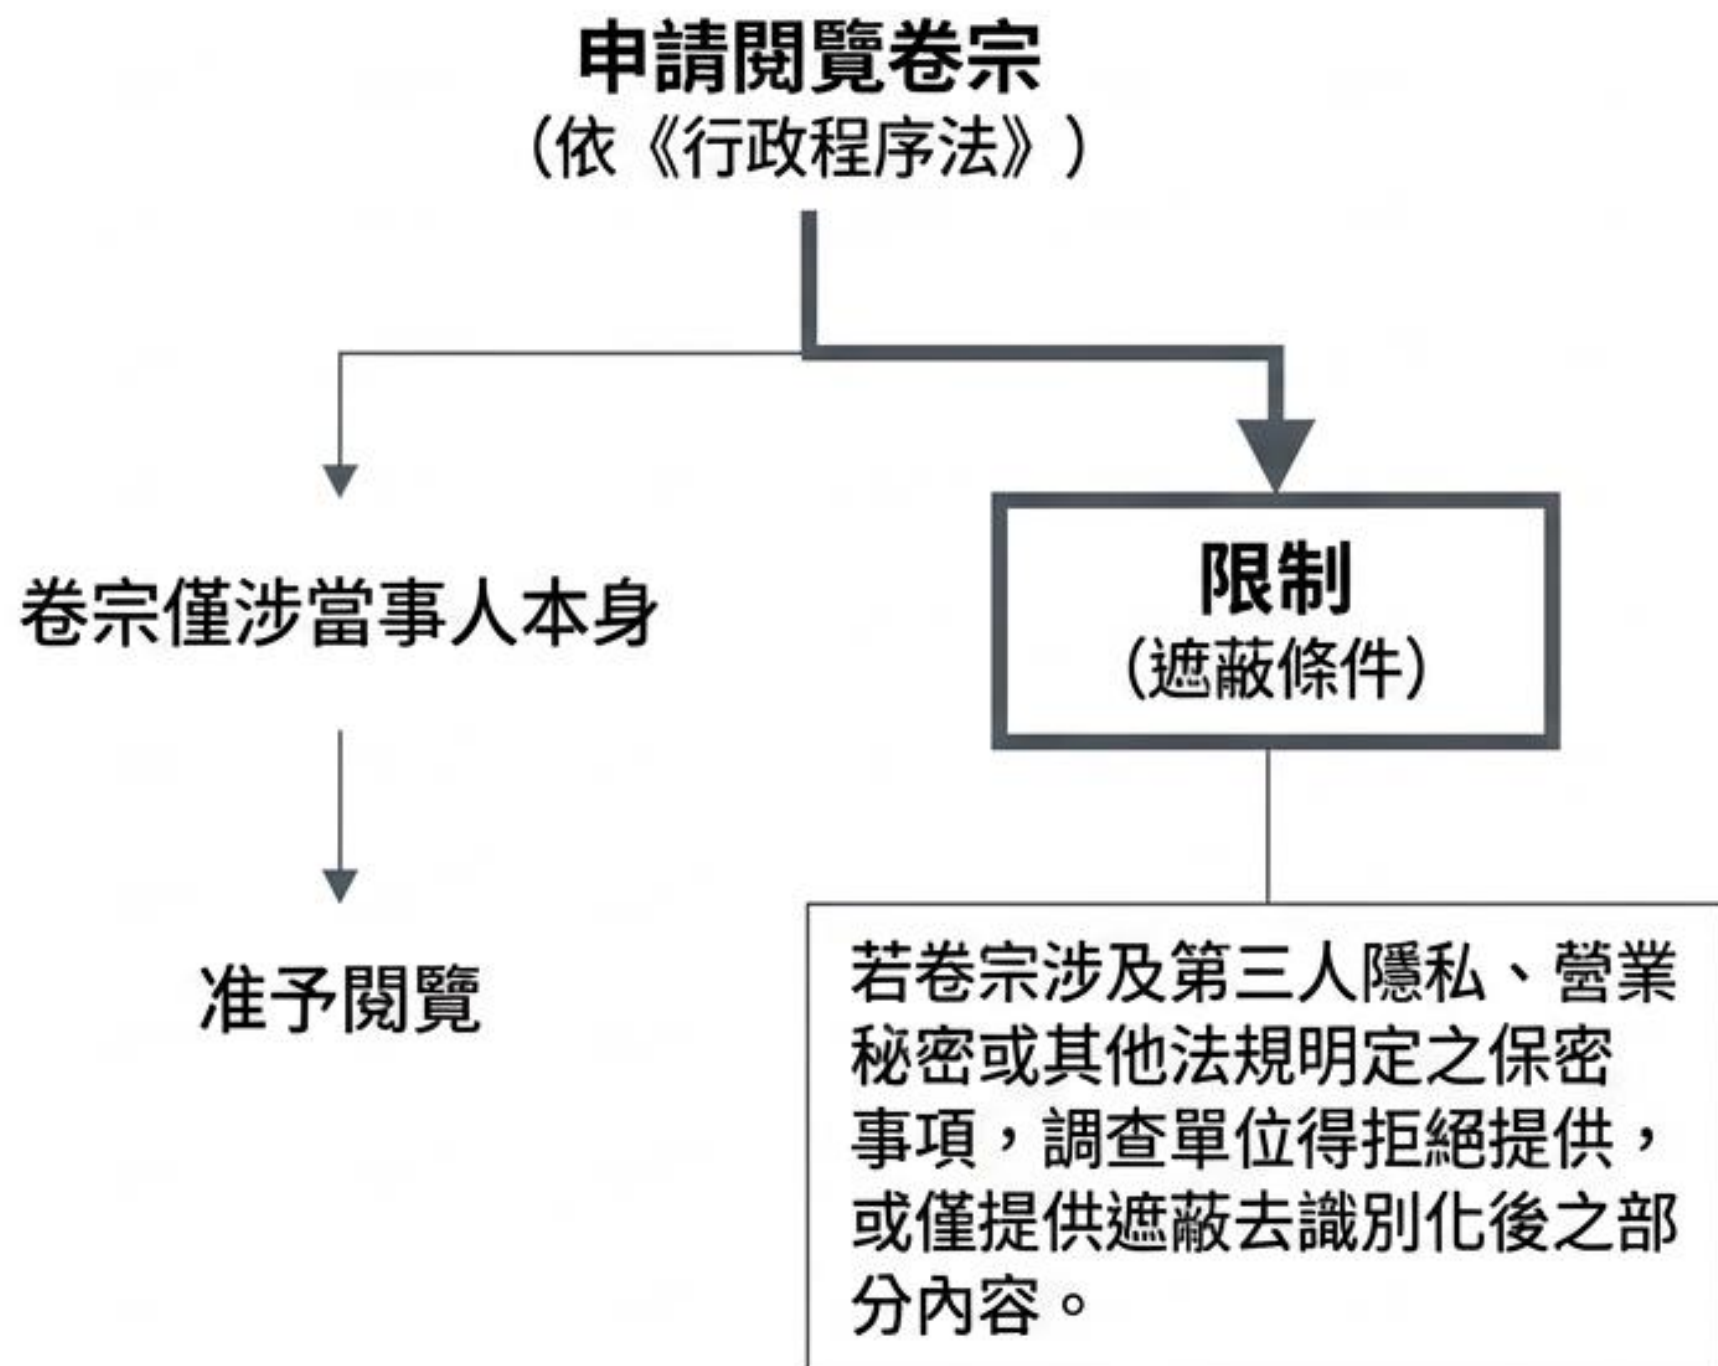 申請閱覽卷宗
（依《行政程序法》）
卷宗僅涉當事人本身
准予閱覽
限制
（遮蔽條件）
若卷宗涉及第三人隱私、營業
秘密或其他法規明定之保密
事項，調查單位得拒絕提供，
或僅提供遮蔽去識別化後之部
分內容。